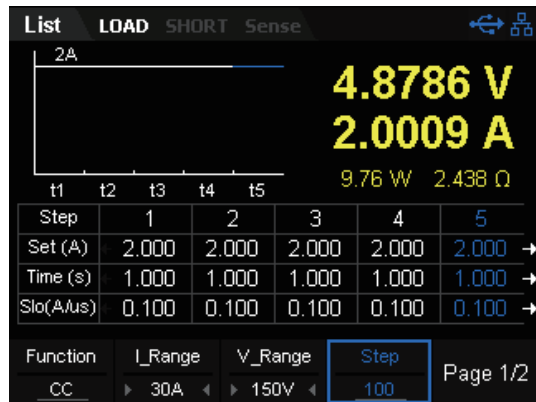 List LOAD SHORT Sense
2A
4.8786 V
2.0009 A
9.76 W 2.438 Ω
t1 t2 t3 t4 t5
Step 1 2 3 4 5
Set (A) 2.000 2.000 2.000 2.000 2.000
Time (s) 1.000 1.000 1.000 1.000 1.000
Slo(A/us) 0.100 0.100 0.100 0.100 0.100
Function I_Range V_Range Step
CC 30A 150V 100
Page 1/2